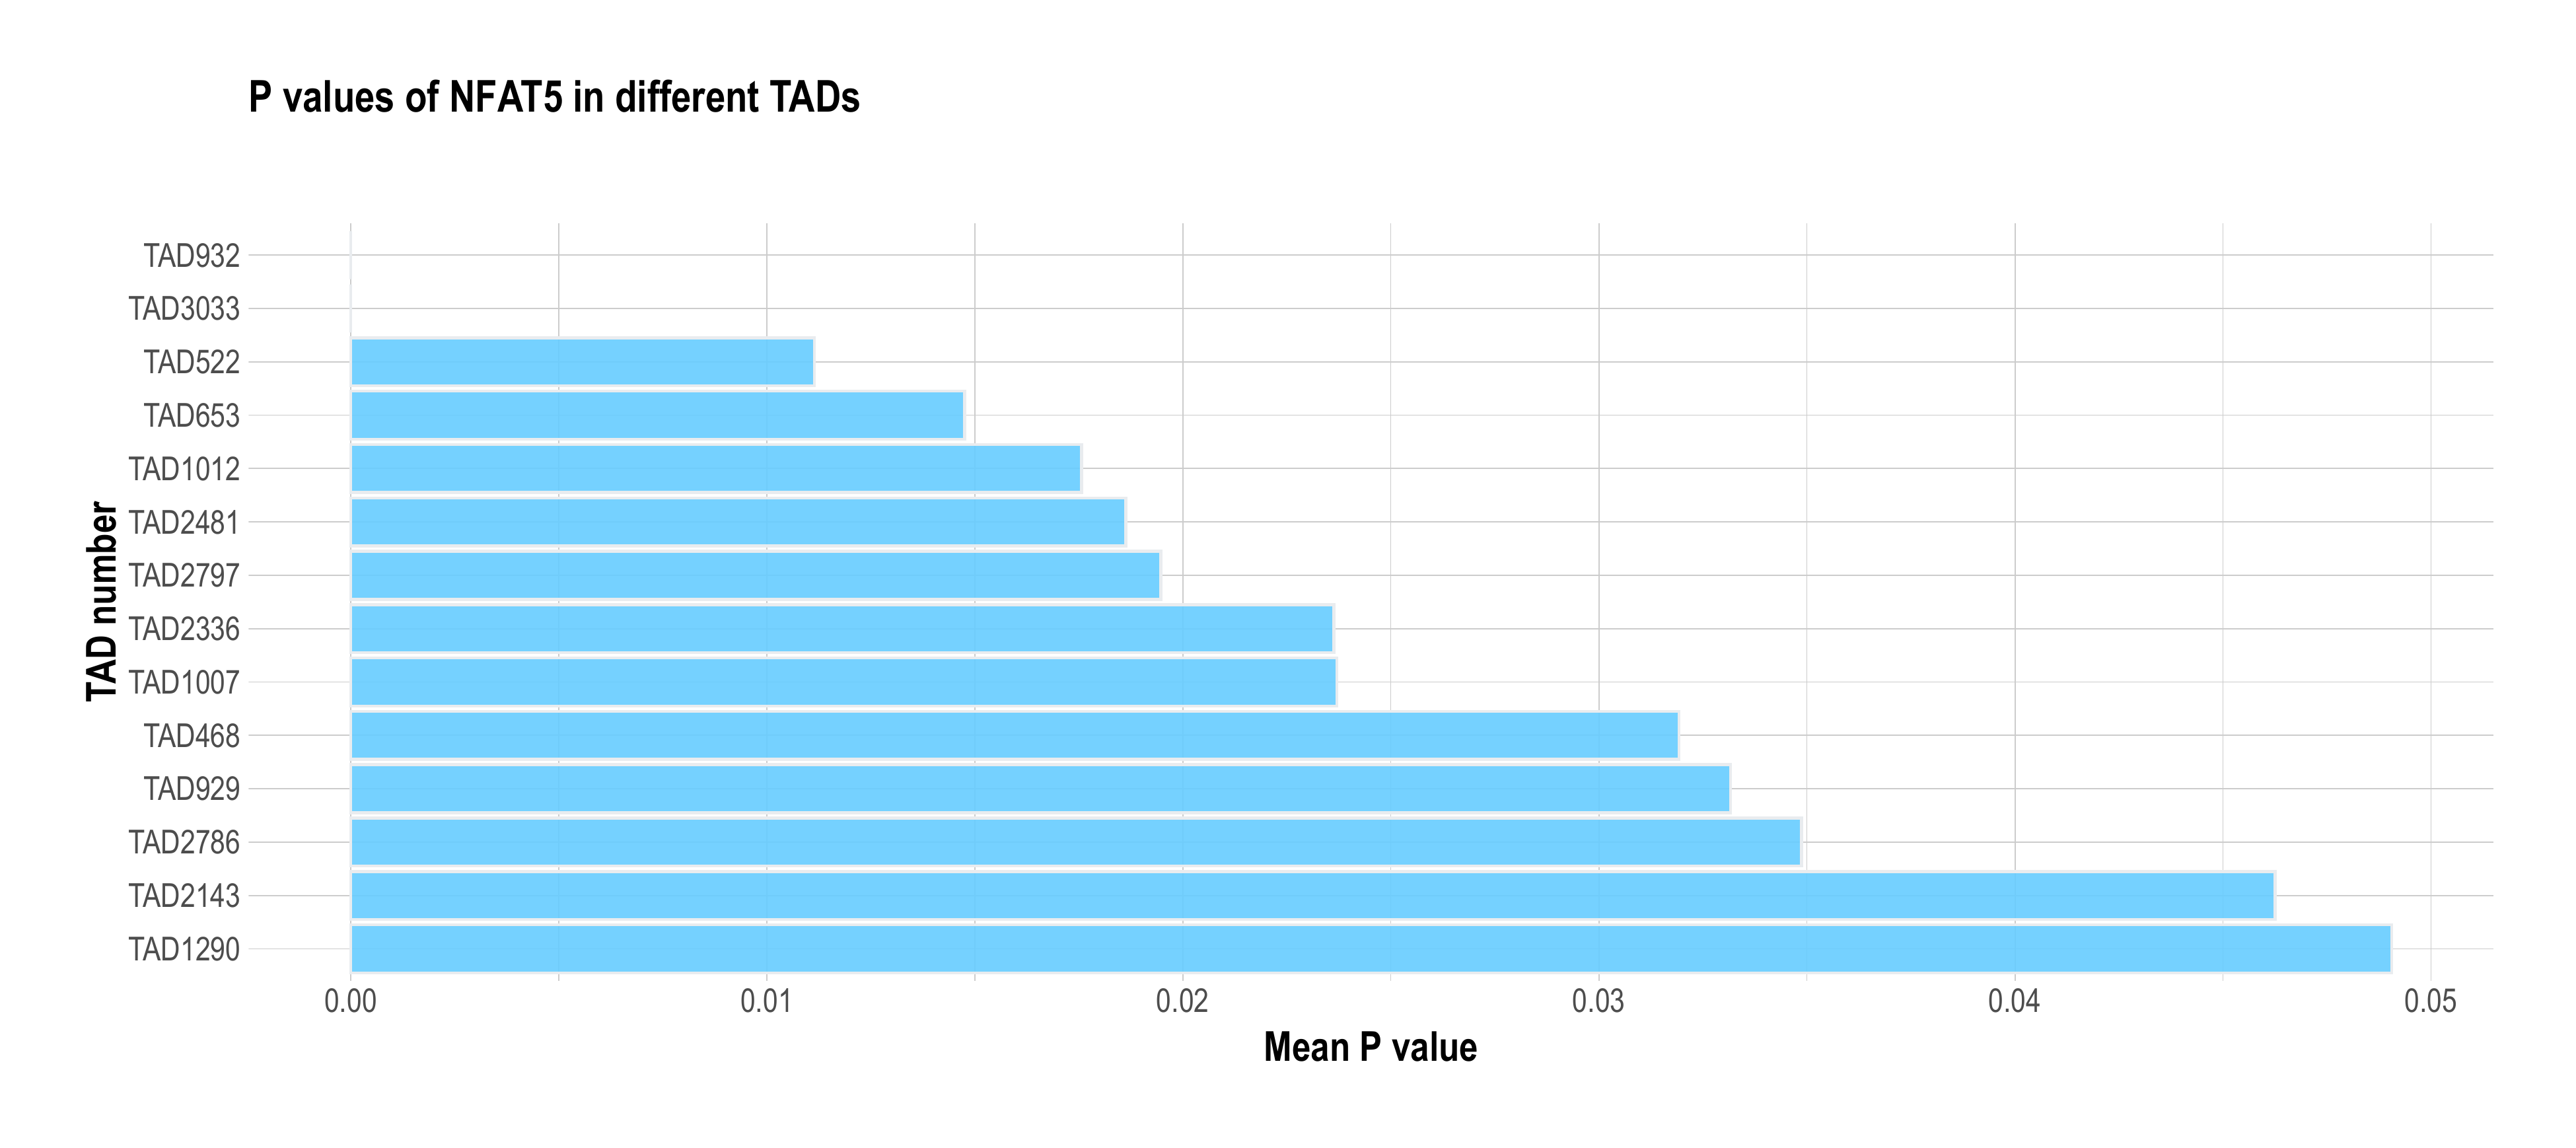 P values of NFAT5 in different TADs
TAD932
TAD3033
TAD522
TAD653
TAD1012
TAD2481
TAD2797
TAD2336
TAD1007
TAD468
TAD929
TAD2786
TAD2143
TAD1290
TAD number
0.00 0.01 0.02 0.03 0.04 0.05
Mean P value